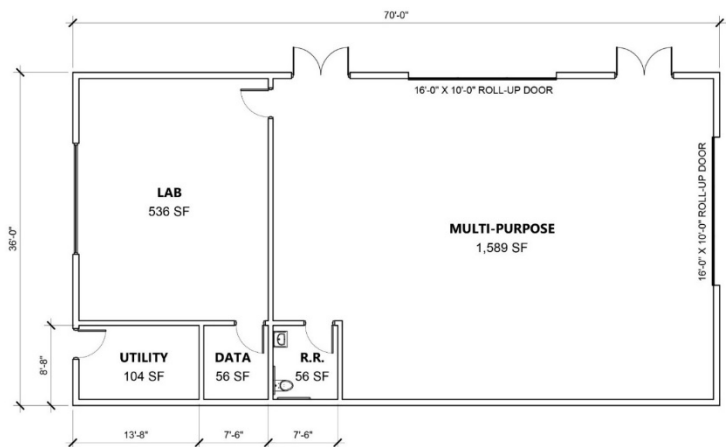 70'-0"
16'-0" X 10'-0" ROLL-UP DOOR
LAB
536 SF
MULTI-PURPOSE
1,589 SF
16'-0" X 10'-0" ROLL-UP DOOR
36'-0"
8'-8"
UTILITY
104 SF
DATA
56 SF
R.R.
56 SF
13'-8"
7'-6"
7'-6"